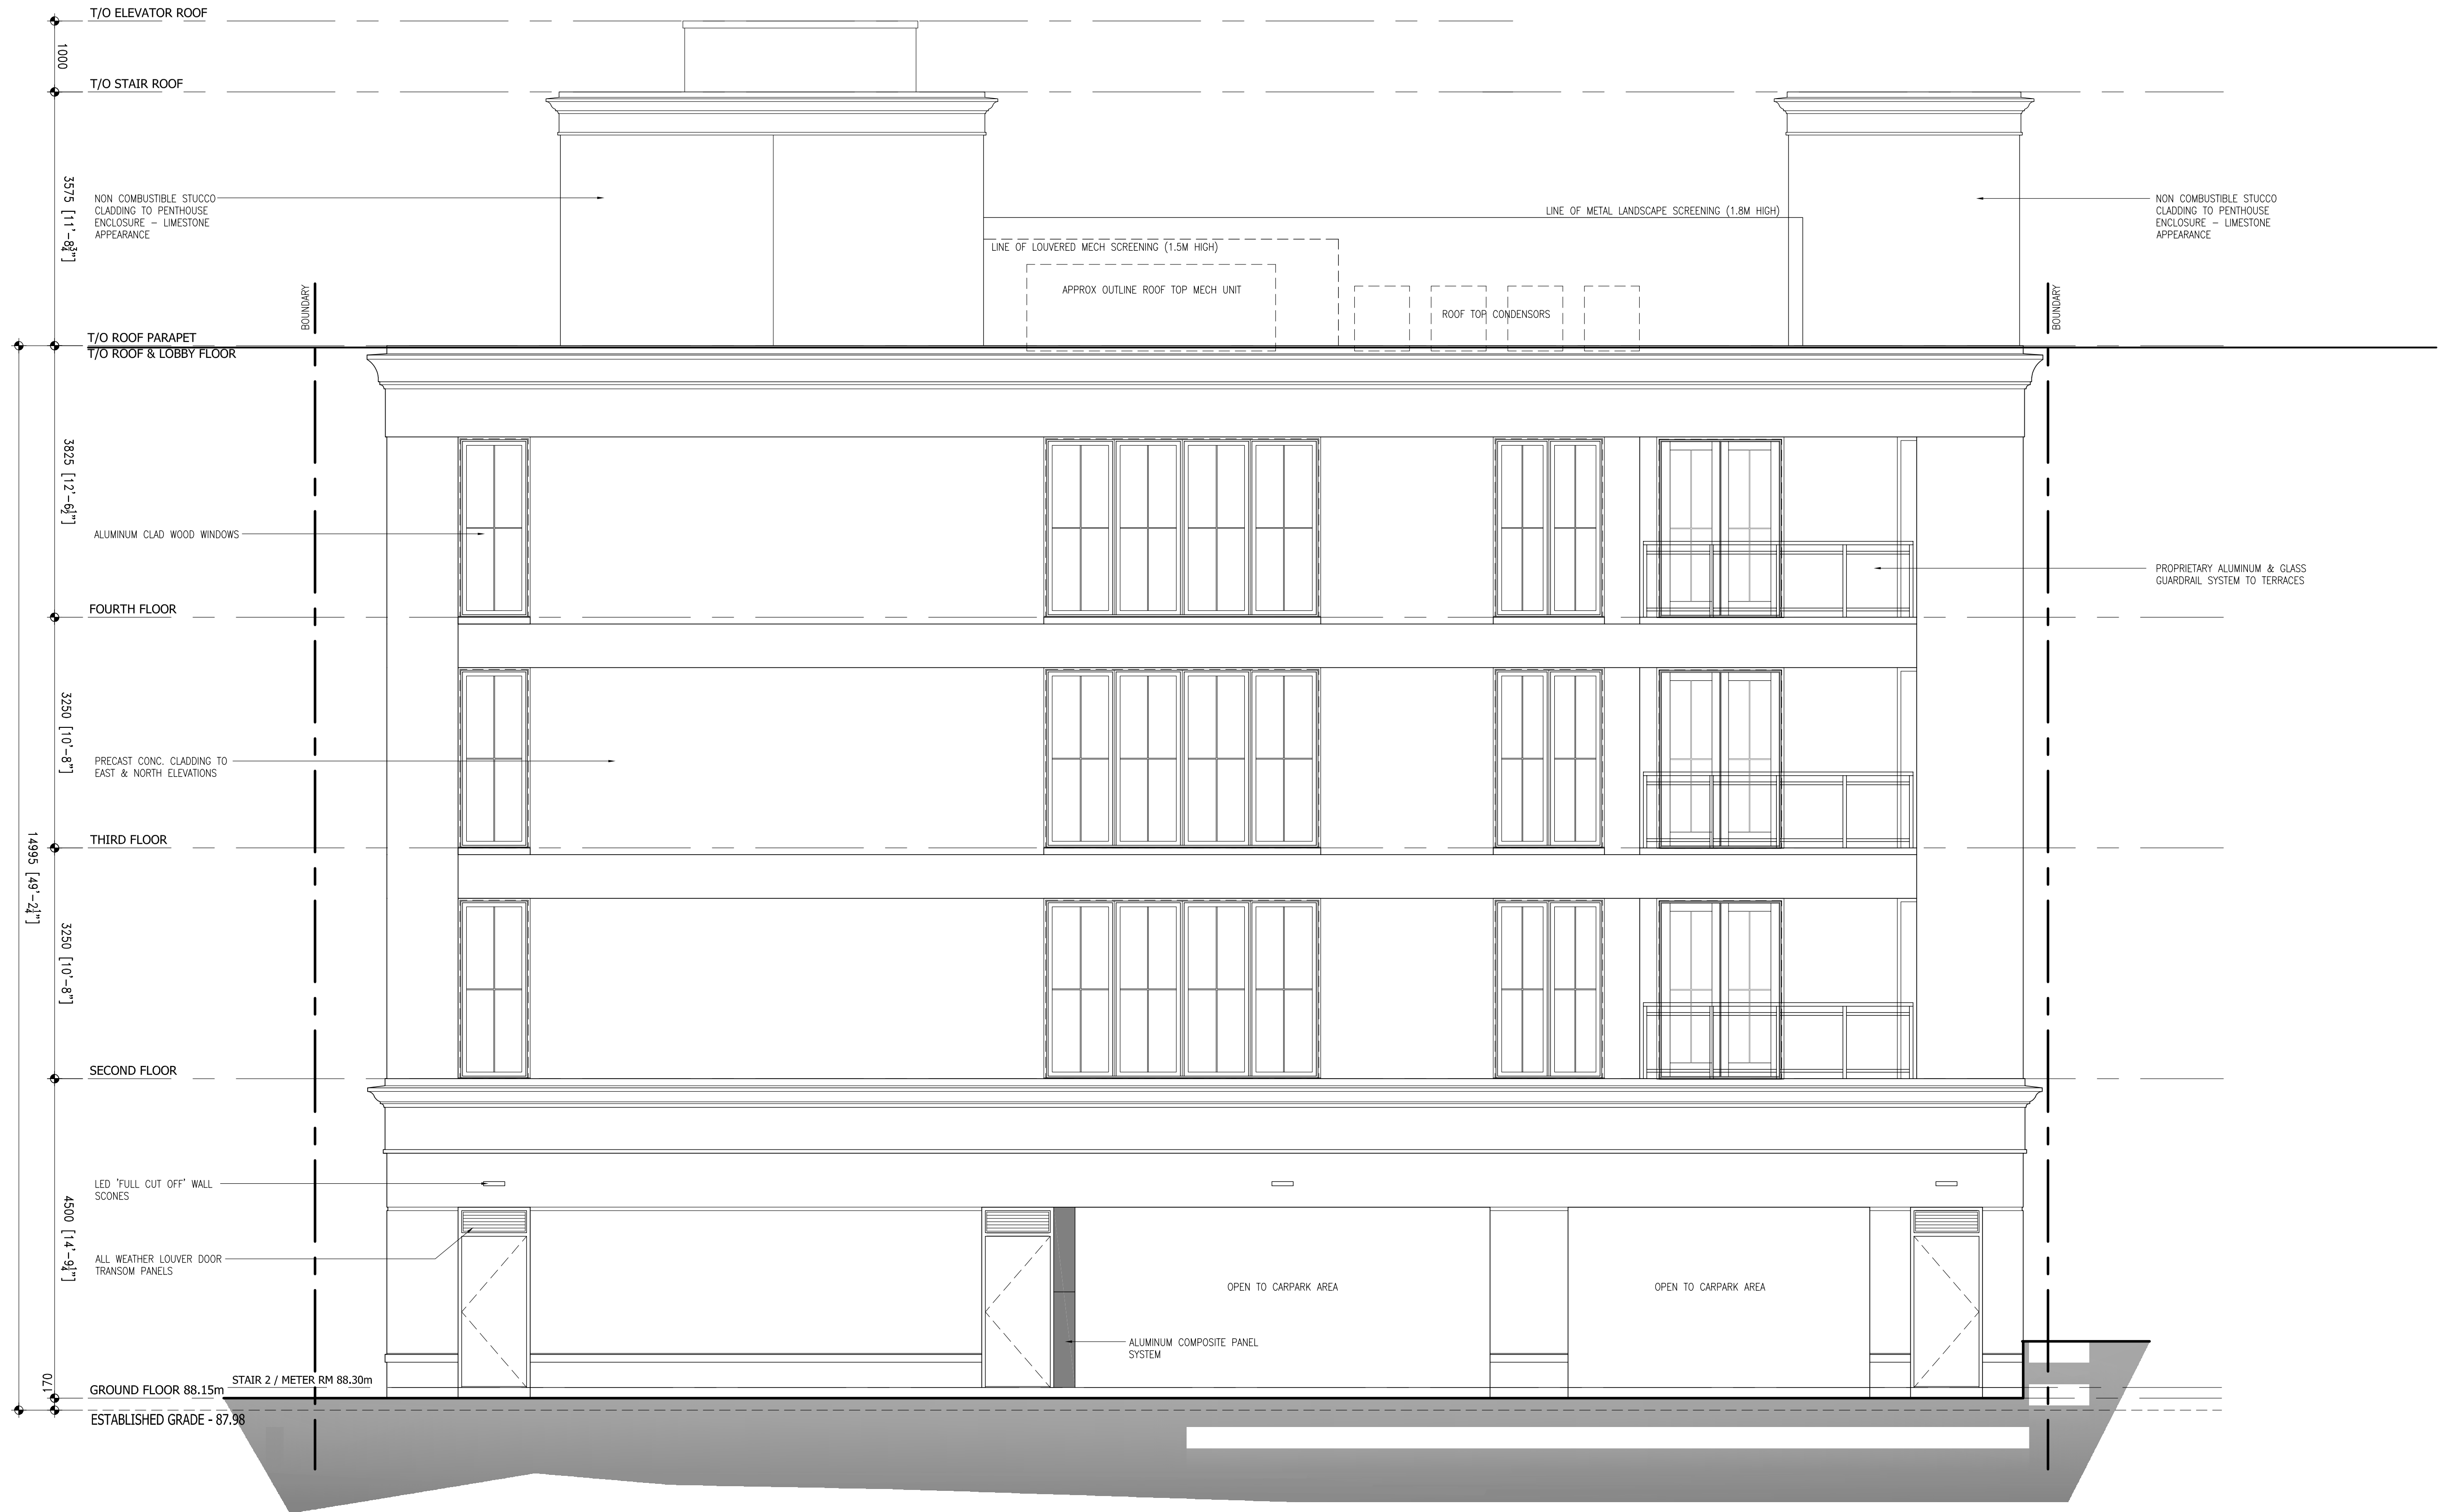 T/O ELEVATOR ROOF
1000
T/O STAIR ROOF
3575 [11'-8¾"]
NON COMBUSTIBLE STUCCO
CLADDING TO PENTHOUSE
ENCLOSURE – LIMESTONE
APPEARANCE
NON COMBUSTIBLE STUCCO
CLADDING TO PENTHOUSE
ENCLOSURE – LIMESTONE
APPEARANCE
LINE OF METAL LANDSCAPE SCREENING (1.8M HIGH)
LINE OF LOUVERED MECH SCREENING (1.5M HIGH)
APPROX OUTLINE ROOF TOP MECH UNIT
ROOF TOP CONDENSORS
BOUNDARY
BOUNDARY
T/O ROOF PARAPET
T/O ROOF & LOBBY FLOOR
3825 [12'-6½"]
ALUMINUM CLAD WOOD WINDOWS
PROPRIETARY ALUMINUM & GLASS
GUARDRAIL SYSTEM TO TERRACES
FOURTH FLOOR
3250 [10'-8"]
PRECAST CONC. CLADDING TO
EAST & NORTH ELEVATIONS
THIRD FLOOR
14995 [49'-2¼"]
3250 [10'-8"]
SECOND FLOOR
LED 'FULL CUT OFF' WALL
SCONES
4500 [14'-9¼"]
ALL WEATHER LOUVER DOOR
TRANSOM PANELS
OPEN TO CARPARK AREA
OPEN TO CARPARK AREA
ALUMINUM COMPOSITE PANEL
SYSTEM
170
STAIR 2 / METER RM 88.30m
GROUND FLOOR 88.15m
ESTABLISHED GRADE - 87.98